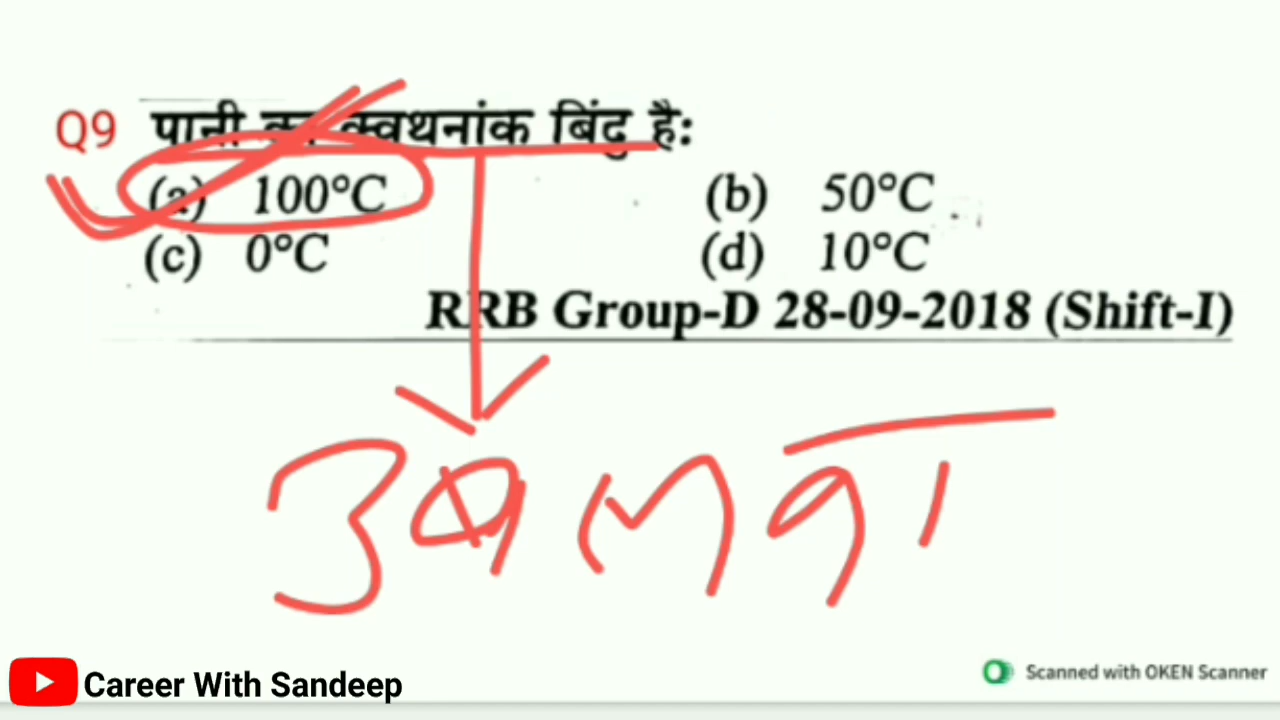 Q9 पानी का क्वथनांक बिंदु है:
(a) 100°C (b) 50°C
(c) 0°C (d) 10°C
RRB Group-D 28-09-2018 (Shift-I)
उबलना
Career With Sandeep
Scanned with OKEN Scanner